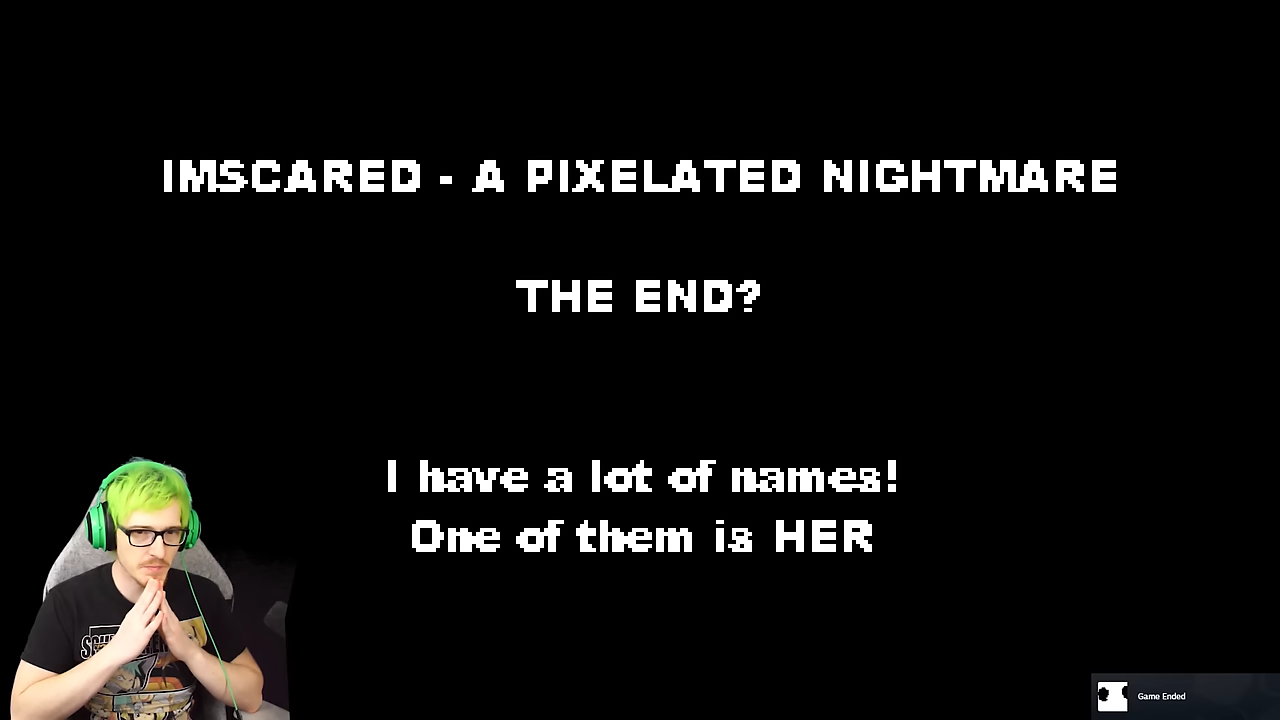 IMSCARED - A PIXELATED NIGHTMARE
THE END?
I have a lot of names!
One of them is HER
Game Ended